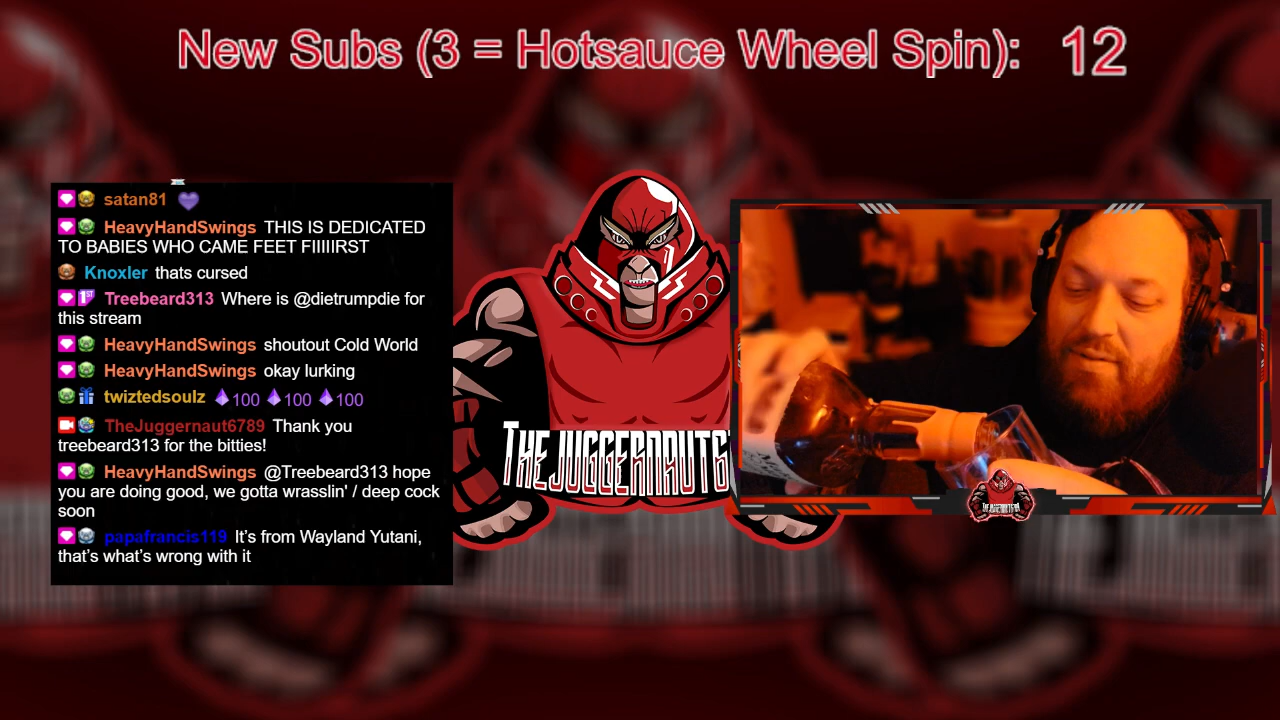 New Subs (3 = Hotsauce Wheel Spin): 12
satan81
HeavyHandSwings THIS IS DEDICATED
TO BABIES WHO CAME FEET FIIIIIRST
Knoxler thats cursed
1ST Treebeard313 Where is @dietrumpdie for
this stream
HeavyHandSwings shoutout Cold World
HeavyHandSwings okay lurking
twiztedsoulz 100 100 100
TheJuggernaut6789 Thank you
treebeard313 for the bitties!
HeavyHandSwings @Treebeard313 hope
you are doing good, we gotta wrasslin' / deep cock
soon
papafrancis119 It’s from Wayland Yutani,
that’s what’s wrong with it
THEJUGGERNAUT6